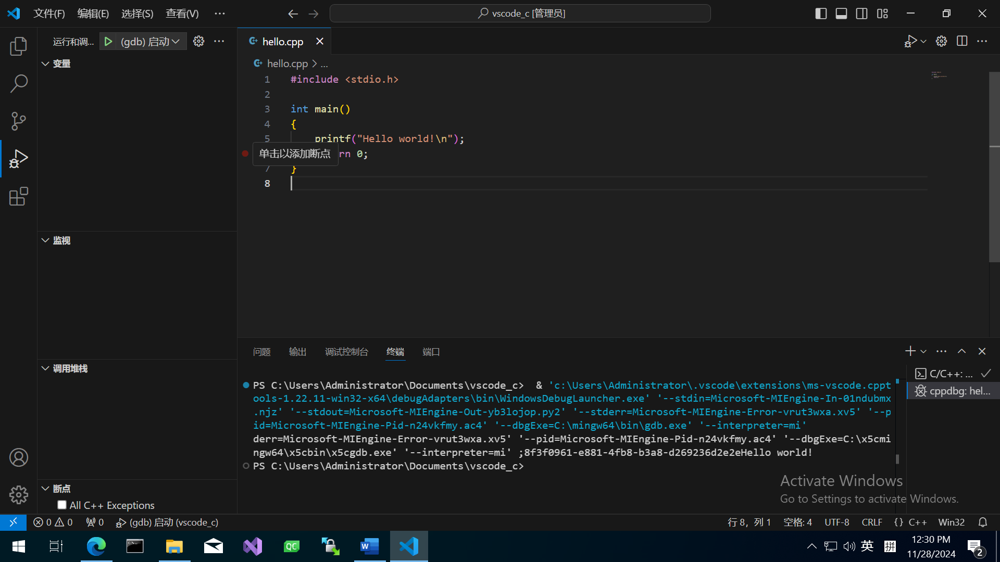 文件(F) 编辑(E) 选择(S) 查看(V) ···
vscode_c [管理员]
运行和调... (gdb) 启动
hello.cpp
变量
hello.cpp > ...
1 #include <stdio.h>
2
3 int main()
4 {
5 printf("Hello world!\n");
单击以添加断点 rn 0;
7 }
8
监视
调用堆栈
断点
All C++ Exceptions
问题 输出 调试控制台 终端 端口
C/C++: ...
cppdbg: hel...
PS C:\Users\Administrator\Documents\vscode_c>  & 'c:\Users\Administrator\.vscode\extensions\ms-vscode.cppt
ools-1.22.11-win32-x64\debugAdapters\bin\WindowsDebugLauncher.exe' '--stdin=Microsoft-MIEngine-In-01ndubmx
.njz' '--stdout=Microsoft-MIEngine-Out-yb3lojop.py2' '--stderr=Microsoft-MIEngine-Error-vrut3wxa.xv5' '--p
id=Microsoft-MIEngine-Pid-n24vkfmy.ac4' '--dbgExe=C:\mingw64\bin\gdb.exe' '--interpreter=mi'
derr=Microsoft-MIEngine-Error-vrut3wxa.xv5' '--pid=Microsoft-MIEngine-Pid-n24vkfmy.ac4' '--dbgExe=C:\x5cmi
ngw64\x5cbin\x5cgdb.exe' '--interpreter=mi' ;8f3f0961-e881-4fb8-b3a8-d269236d2e2eHello world!
PS C:\Users\Administrator\Documents\vscode_c>
Activate Windows
Go to Settings to activate Windows.
0 0 0 (gdb) 启动 (vscode_c)
行 8，列 1 空格: 4 UTF-8 CRLF {} C++ Win32
QC
英 拼
12:30 PM
11/28/2024
2